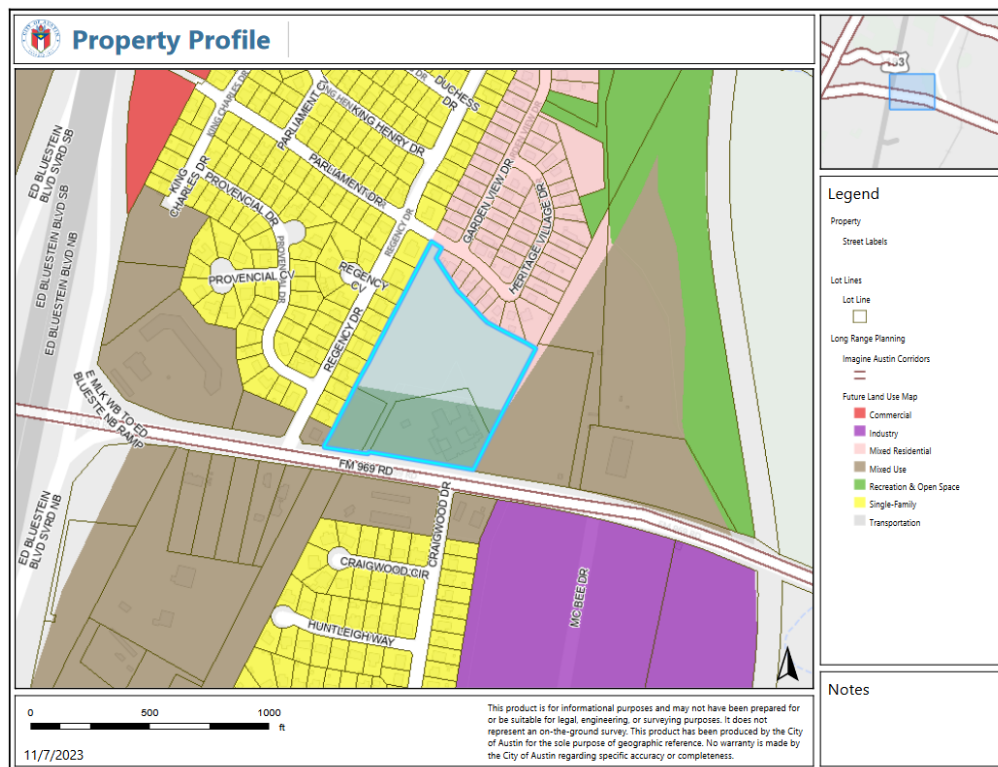 Property Profile
ED BLUESTEIN
BLVD SVRD SB
ED BLUESTEIN BLVD SB
ED BLUESTEIN BLVD NB
KING CHARLES DR
KING
CHARLES DR
PARLIAMENT
KING HENRY DR
DUCHESS
DR
PARLIAMENT DR
PROVENCIAL DR
PROVENCIAL DR
PROVENCIAL CV
REGENCY
CV
REGENCY DR
REGENCY DR
GARDEN VIEW DR
HERITAGE VILLAGE DR
E MLK WB TO ED
BLUESTE NB RAMP
FM 969 RD
ED BLUESTEIN
BLVD SVRD NB
CRAIGWOOD DR
CRAIGWOOD CIR
HUNTLEIGH WAY
MC BEE DR
Legend
Property
Street Labels
Lot Lines
Lot Line
Long Range Planning
Imagine Austin Corridors
Future Land Use Map
Commercial
Industry
Mixed Residential
Mixed Use
Recreation & Open Space
Single-Family
Transportation
Notes
0 500 1000
ft
11/7/2023
This product is for informational purposes and may not have been prepared for
or be suitable for legal, engineering, or surveying purposes. It does not
represent an on-the-ground survey. This product has been produced by the City
of Austin for the sole purpose of geographic reference. No warranty is made by
the City of Austin regarding specific accuracy or completeness.